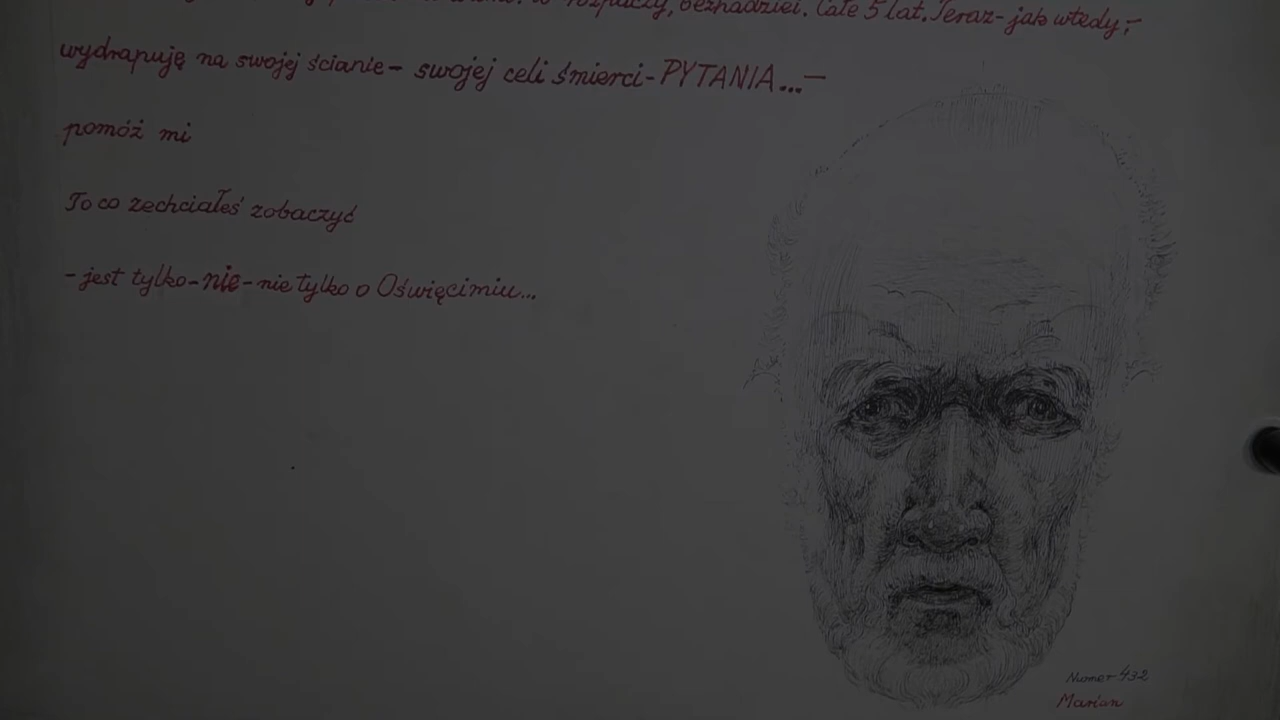 rozpaczy, beznadziei. Całe 5 lat. Teraz- jak wtedy,-
wydrapuję na swojej ścianie- swojej celi śmierci- PYTANIA...—
pomóż mi
To co zechciałeś zobaczyć
- jest tylko- nie - nie tylko o Oświęcimiu...
Numer 432
Marian